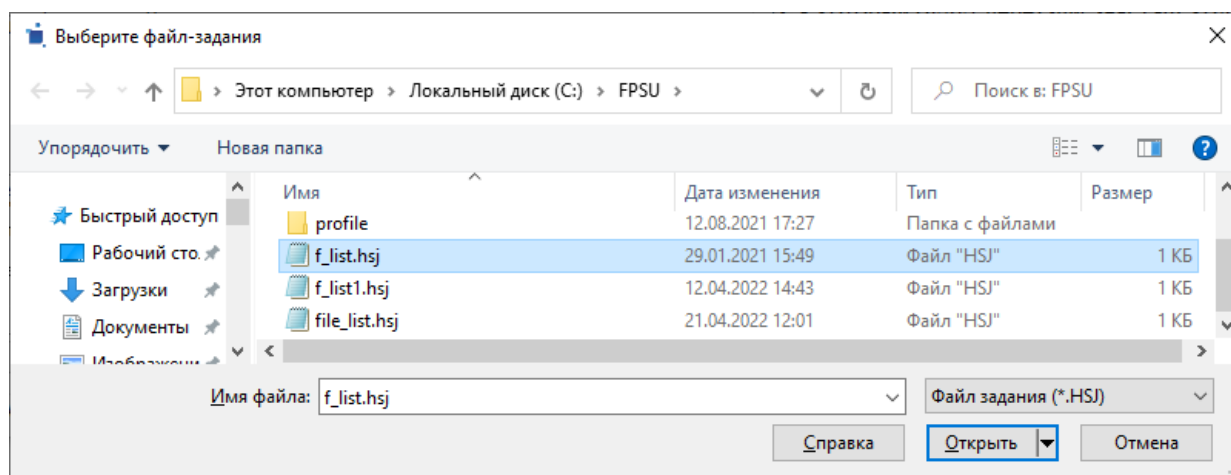 Выберите файл-задания
Этот компьютер > Локальный диск (C:) > FPSU >
Поиск в: FPSU
Упорядочить Новая папка
Имя Дата изменения Тип Размер
Быстрый доступ
Рабочий сто.
Загрузки
Документы
profile 12.08.2021 17:27 Папка с файлами
f_list.hsj 29.01.2021 15:49 Файл "HSJ" 1 КБ
f_list1.hsj 12.04.2022 14:43 Файл "HSJ" 1 КБ
file_list.hsj 21.04.2022 12:01 Файл "HSJ" 1 КБ
Имя файла: f_list.hsj Файл задания (*.HSJ)
Справка Открыть Отмена